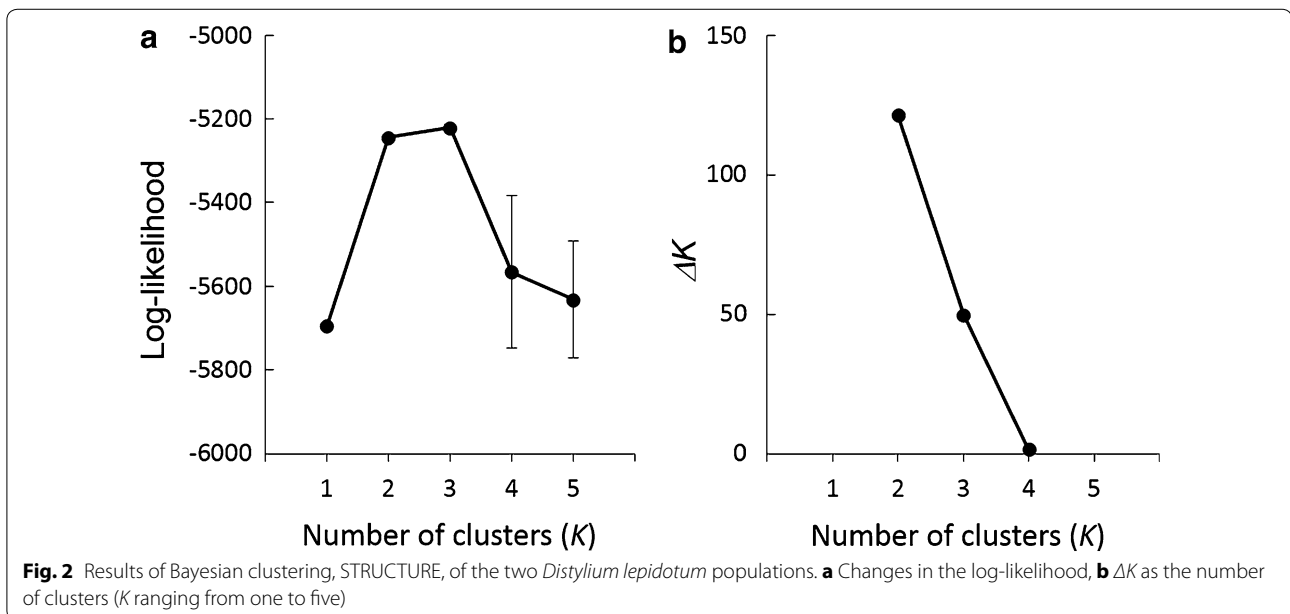 a
-5000
-5200
-5400
-5600
-5800
-6000
Log-likelihood
1 2 3 4 5
Number of clusters (K)
b
150
100
50
0
ΔK
1 2 3 4 5
Number of clusters (K)
Fig. 2 Results of Bayesian clustering, STRUCTURE, of the two Distylium lepidotum populations. a Changes in the log-likelihood, b ΔK as the number
of clusters (K ranging from one to five)